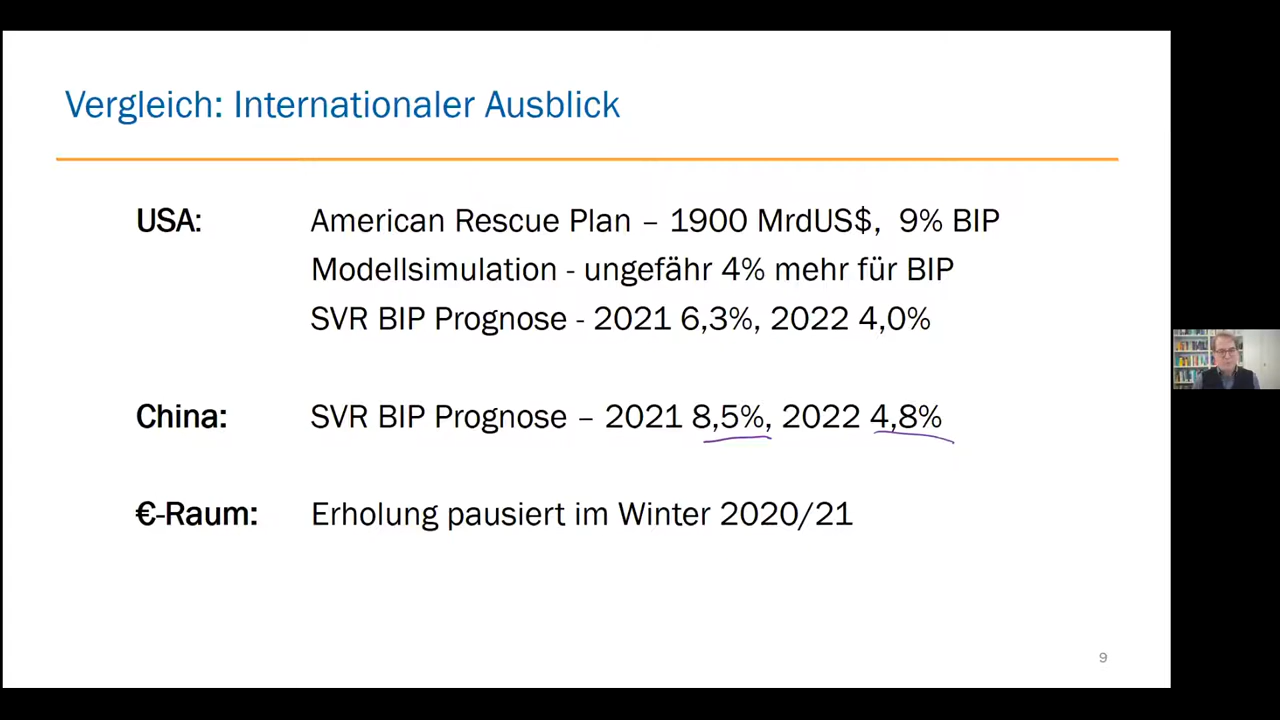 Vergleich: Internationaler Ausblick
USA: American Rescue Plan – 1900 MrdUS$, 9% BIP
Modellsimulation - ungefähr 4% mehr für BIP
SVR BIP Prognose - 2021 6,3%, 2022 4,0%
China: SVR BIP Prognose – 2021 8,5%, 2022 4,8%
€-Raum: Erholung pausiert im Winter 2020/21
9